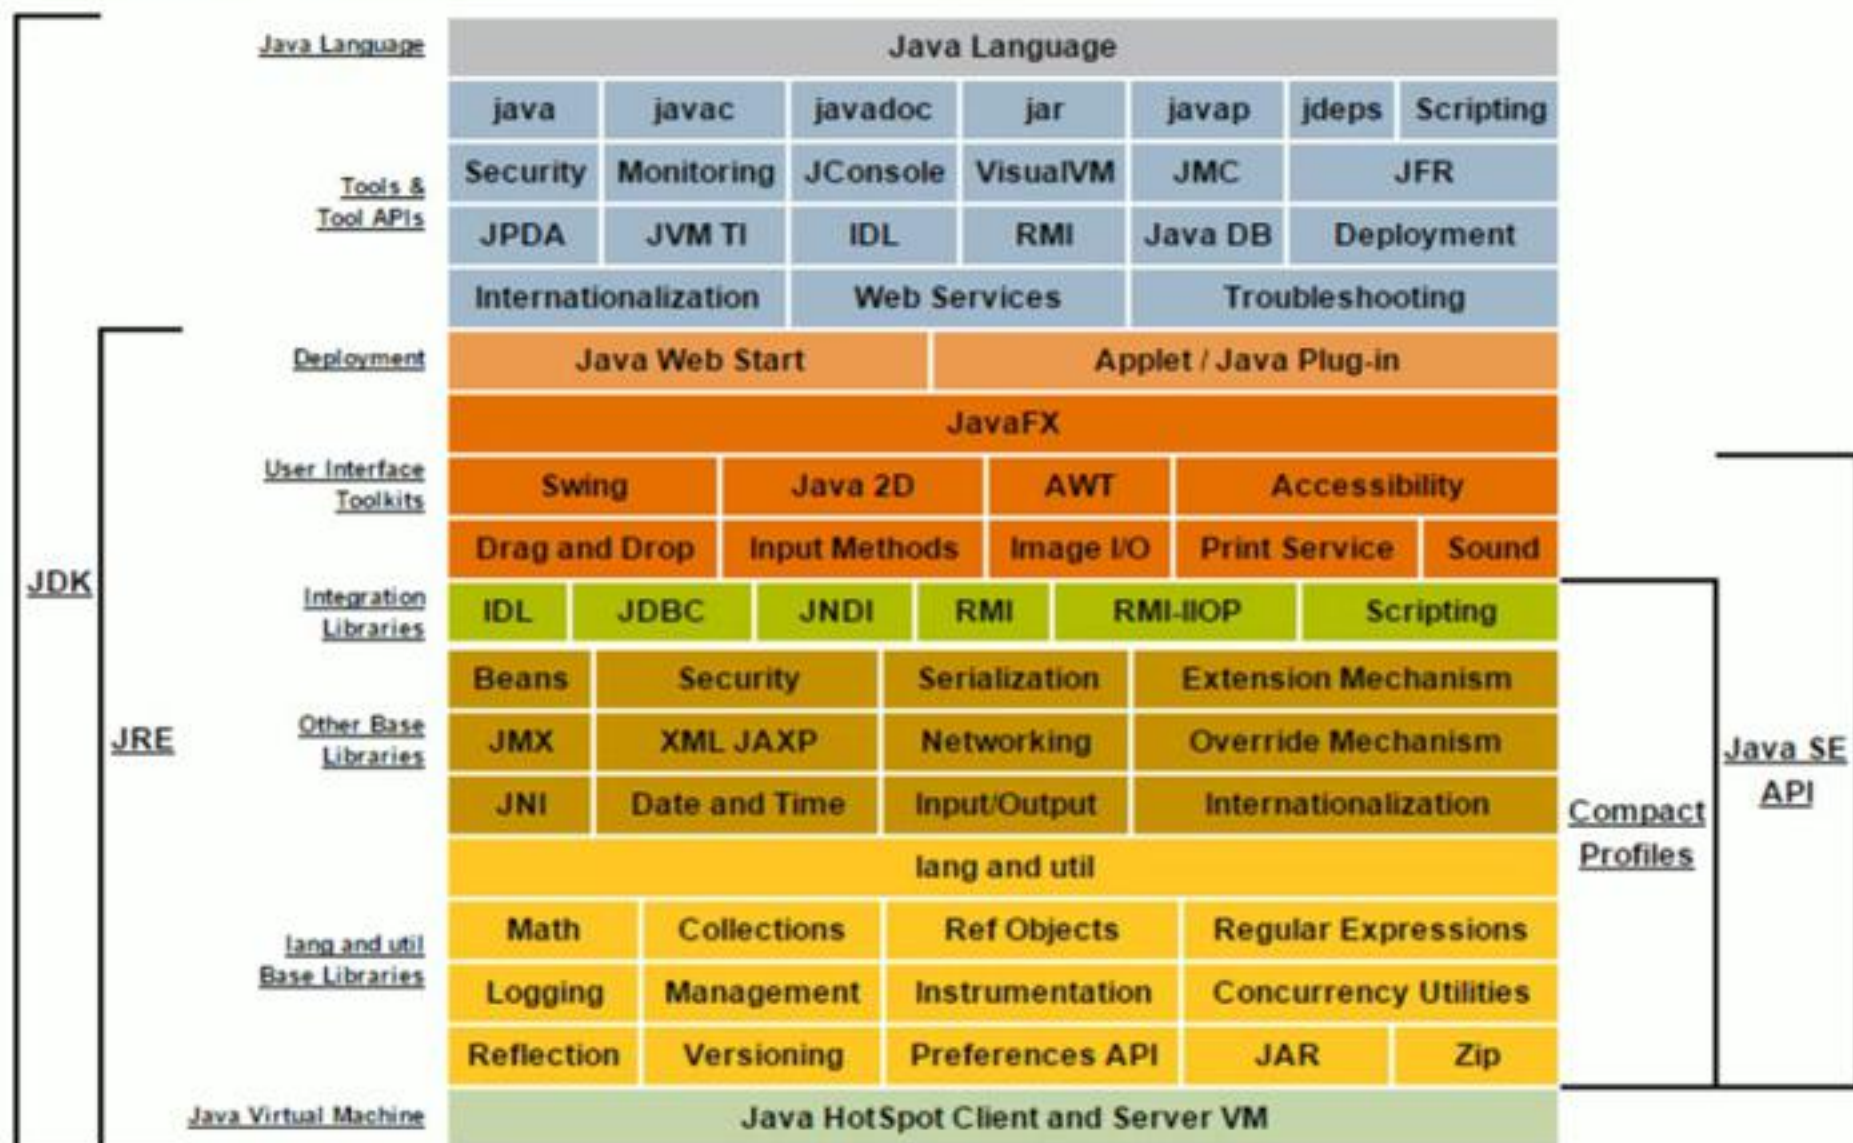 Java Language
Java Language
java javac javadoc jar javap jdeps Scripting
Tools &
Tool APIs
Security Monitoring JConsole VisualVM JMC JFR
JPDA JVM TI IDL RMI Java DB Deployment
Internationalization Web Services Troubleshooting
Deployment
Java Web Start Applet / Java Plug-in
JavaFX
User Interface
Toolkits
Swing Java 2D AWT Accessibility
Drag and Drop Input Methods Image I/O Print Service Sound
JDK
Integration
Libraries
IDL JDBC JNDI RMI RMI-IIOP Scripting
Beans Security Serialization Extension Mechanism
JRE
Other Base
Libraries
JMX XML JAXP Networking Override Mechanism
Java SE
API
JNI Date and Time Input/Output Internationalization
Compact
Profiles
lang and util
lang and util
Base Libraries
Math Collections Ref Objects Regular Expressions
Logging Management Instrumentation Concurrency Utilities
Reflection Versioning Preferences API JAR Zip
Java Virtual Machine
Java HotSpot Client and Server VM